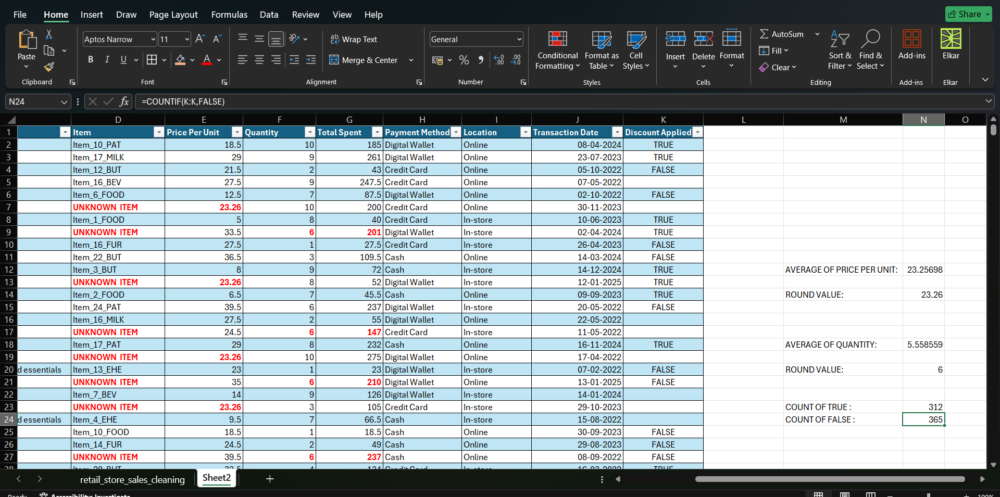 File Home Insert Draw Page Layout Formulas Data Review View Help Share
Aptos Narrow 11 A A ab Wrap Text General AutoSum
Paste Fill
B I U A Merge & Center % , .00 .00
Conditional Formatting Format as Table Cell Styles Insert Delete Format Clear Sort & Filter Find & Select Add-ins Elkar
Clipboard Font Alignment Number Styles Cells Editing Add-ins Elkar
N24 fx =COUNTIF(K:K,FALSE)
D E F G H I J K L M N O
1 Item Price Per Unit Quantity Total Spent Payment Method Location Transaction Date Discount Applied
2 Item_10_PAT 18.5 10 185 Digital Wallet Online 08-04-2024 TRUE
3 Item_17_MILK 29 9 261 Digital Wallet Online 23-07-2023 TRUE
4 Item_12_BUT 21.5 2 43 Credit Card Online 05-10-2022 FALSE
5 Item_16_BEV 27.5 9 247.5 Credit Card Online 07-05-2022
6 Item_6_FOOD 12.5 7 87.5 Digital Wallet Online 02-10-2022 FALSE
7 UNKNOWN ITEM 23.26 10 200 Credit Card Online 30-11-2023
8 Item_1_FOOD 5 8 40 Credit Card In-store 10-06-2023 TRUE
9 UNKNOWN ITEM 33.5 6 201 Digital Wallet In-store 02-04-2024 TRUE
10 Item_16_FUR 27.5 1 27.5 Credit Card In-store 26-04-2023 FALSE
11 Item_22_BUT 36.5 3 109.5 Cash Online 14-03-2024 FALSE
12 Item_3_BUT 8 9 72 Cash In-store 14-12-2024 TRUE AVERAGE OF PRICE PER UNIT: 23.25698
13 UNKNOWN ITEM 23.26 8 52 Digital Wallet In-store 12-01-2025 TRUE
14 Item_2_FOOD 6.5 7 45.5 Cash Online 09-09-2023 TRUE ROUND VALUE: 23.26
15 Item_24_PAT 39.5 6 237 Digital Wallet In-store 20-05-2022 FALSE
16 Item_16_MILK 27.5 2 55 Digital Wallet Online 22-05-2022
17 UNKNOWN ITEM 24.5 6 147 Credit Card In-store 11-05-2022
18 Item_17_PAT 29 8 232 Cash Online 16-11-2024 TRUE AVERAGE OF QUANTITY: 5.558559
19 UNKNOWN ITEM 23.26 10 275 Digital Wallet Online 17-04-2022
20 d essentials Item_13_EHE 23 1 23 Digital Wallet In-store 07-02-2022 FALSE ROUND VALUE: 6
21 UNKNOWN ITEM 35 6 210 Digital Wallet Online 13-01-2025 FALSE
22 Item_7_BEV 14 9 126 Digital Wallet In-store 14-01-2024
23 UNKNOWN ITEM 23.26 3 105 Credit Card In-store 29-10-2023 COUNT OF TRUE : 312
24 d essentials Item_4_EHE 9.5 7 66.5 Cash In-store 15-08-2022 COUNT OF FALSE : 365
25 Item_10_FOOD 18.5 1 18.5 Cash Online 30-09-2023 FALSE
26 Item_14_FUR 24.5 2 49 Cash Online 29-08-2023 FALSE
27 UNKNOWN ITEM 39.5 6 237 Cash Online 08-09-2022 FALSE
retail_store_sales_cleaning Sheet2
Ready Accessibility: Investigate 100%